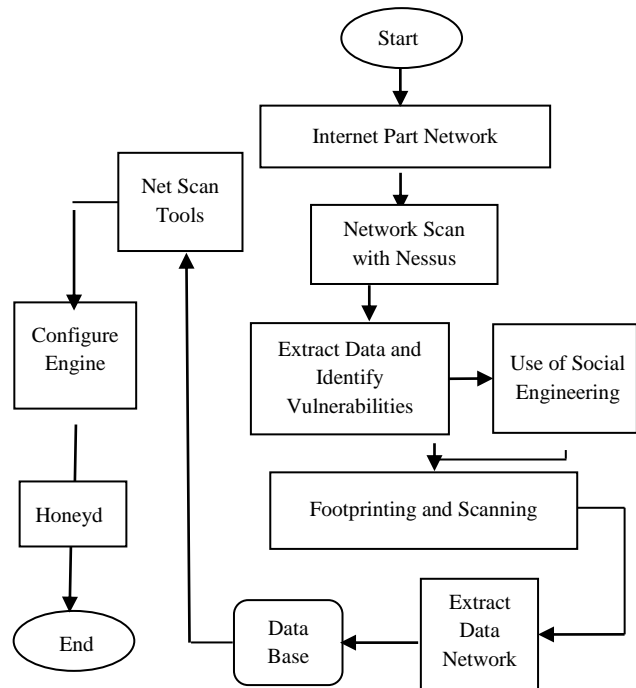 Start
Internet Part Network
Network Scan
with Nessus
Extract Data and
Identify
Vulnerabilities
Use of Social
Engineering
Footprinting and Scanning
Extract
Data
Network
Data
Base
Net Scan
Tools
Configure
Engine
Honeyd
End